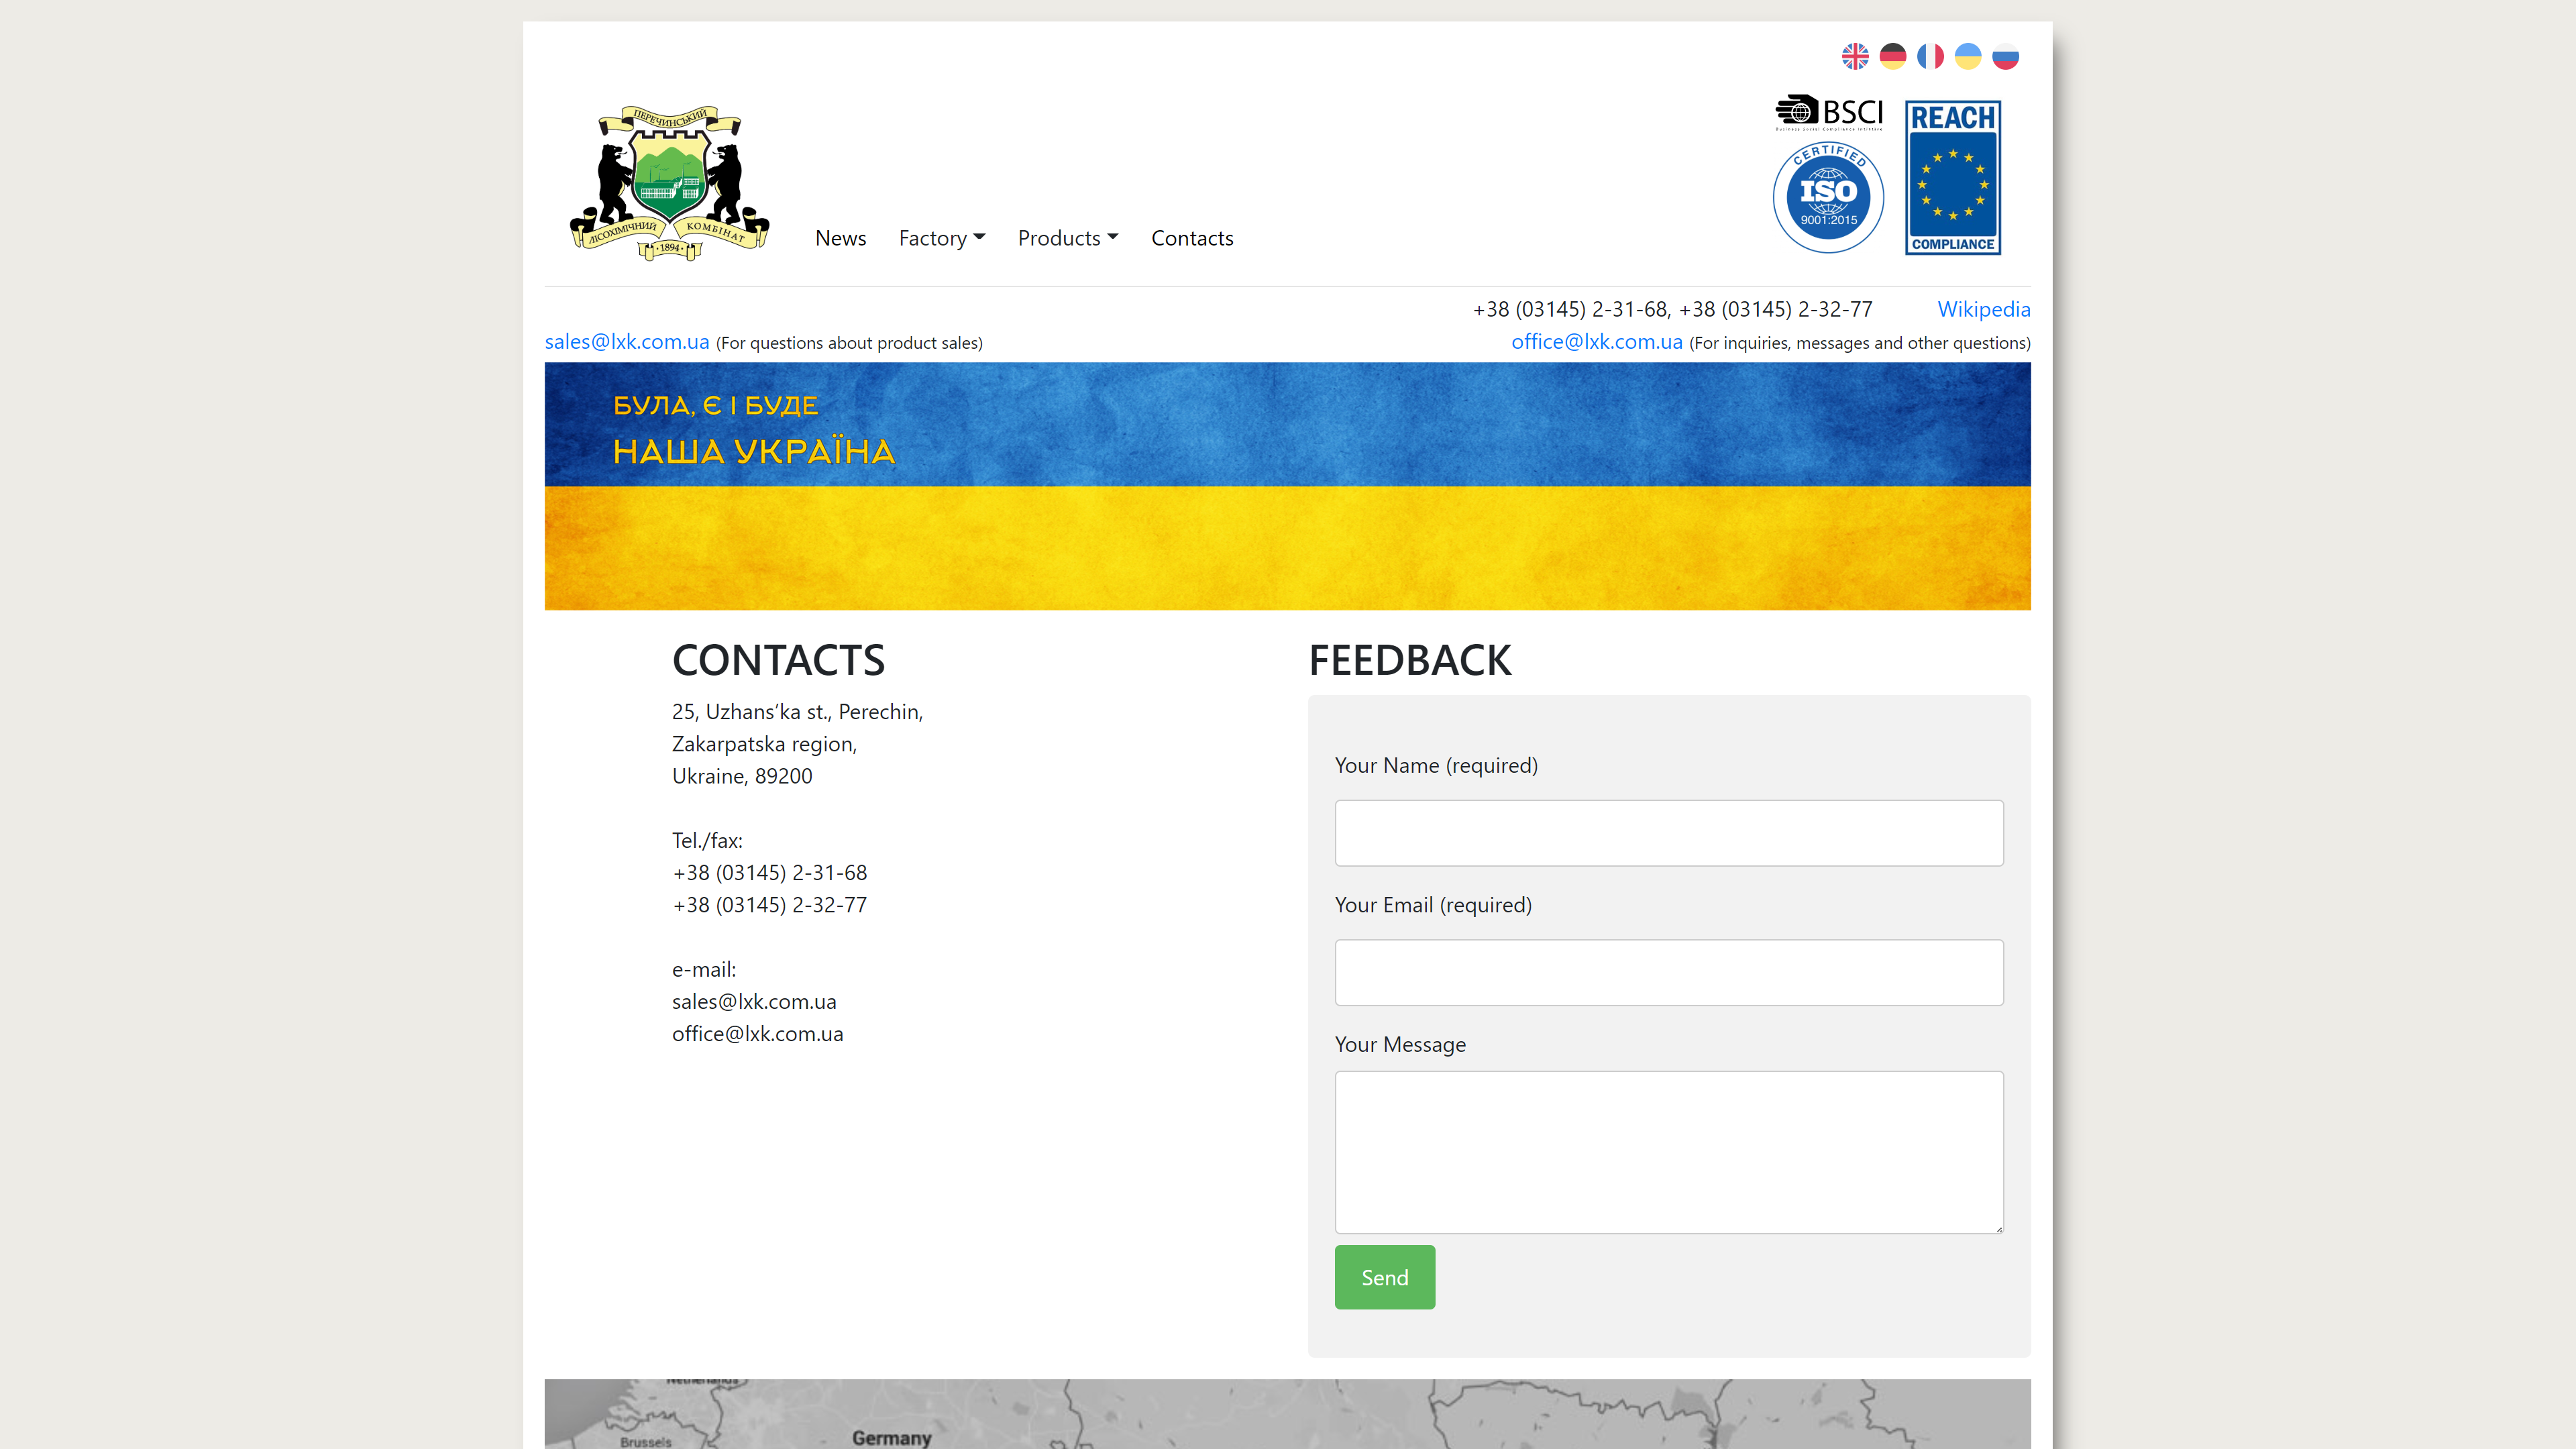 ПЕРЕЧИНСЬКИЙ
ЛІСОХІМІЧНИЙ
КОМБІНАТ
·1894·
News
Factory
Products
Contacts
BSCI
Business Social Compliance Initiative
CERTIFIED
ISO
9001:2015
REACH
COMPLIANCE
+38 (03145) 2-31-68, +38 (03145) 2-32-77
Wikipedia
sales@lxk.com.ua (For questions about product sales)
office@lxk.com.ua (For inquiries, messages and other questions)
БУЛА, Є І БУДЕ
НАША УКРАЇНА
CONTACTS
25, Uzhans’ka st., Perechin,
Zakarpatska region,
Ukraine, 89200
Tel./fax:
+38 (03145) 2-31-68
+38 (03145) 2-32-77
e-mail:
sales@lxk.com.ua
office@lxk.com.ua
FEEDBACK
Your Name (required)
Your Email (required)
Your Message
Send
Netherlands
Brussels
Germany